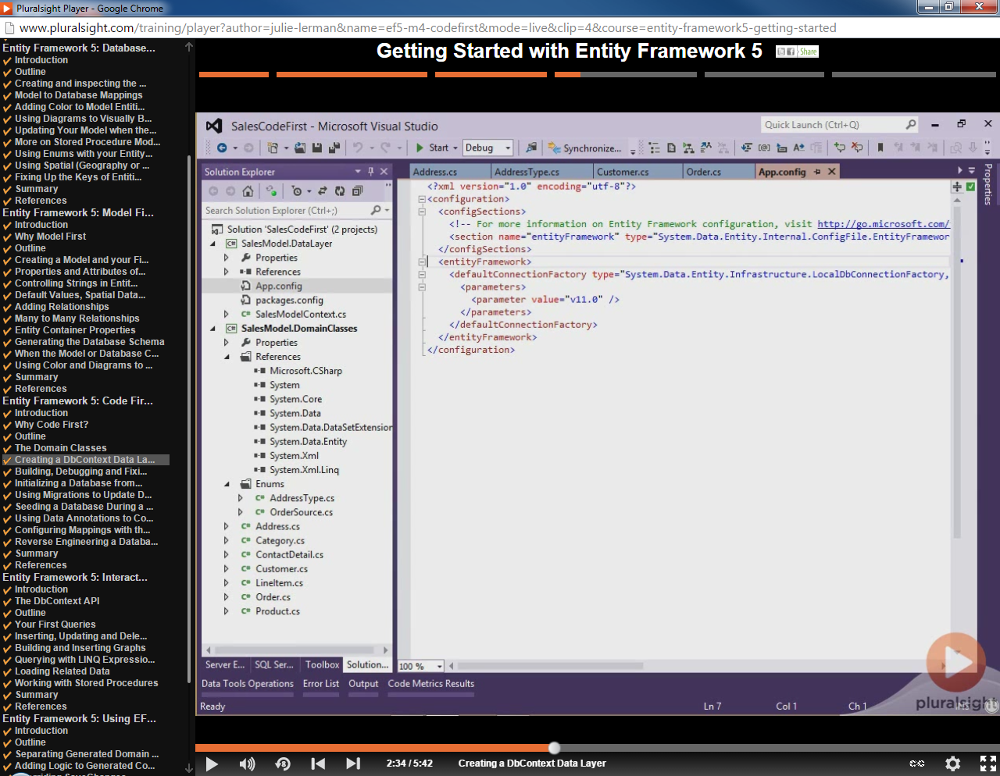 Pluralsight Player - Google Chrome
www.pluralsight.com/training/player?author=julie-lerman&name=ef5-m4-codefirst&mode=live&clip=4&course=entity-framework5-getting-started
Entity Framework 5: Database...
Introduction
Outline
Creating and inspecting the ...
Model to Database Mappings
Adding Color to Model Entiti...
Using Diagrams to Visually B...
Updating Your Model when the...
More on Stored Procedure Mod...
Using Enums with your Entity...
Using Spatial (Geography or ...
Fixing Up the Keys of Entiti...
Summary
References
Entity Framework 5: Model Fi...
Introduction
Why Model First
Outline
Creating a Model and your Fi...
Properties and Attributes of...
Controlling Strings in Entit...
Default Values, Spatial Data...
Adding Relationships
Many to Many Relationships
Entity Container Properties
Generating the Database Schema
When the Model or Database C...
Using Color and Diagrams to ...
Summary
References
Entity Framework 5: Code Fir...
Introduction
Why Code First?
Outline
The Domain Classes
Creating a DbContext Data La...
Building, Debugging and Fixi...
Initializing a Database from...
Using Migrations to Update D...
Seeding a Database During a ...
Using Data Annotations to Co...
Configuring Mappings with th...
Reverse Engineering a Databa...
Summary
References
Entity Framework 5: Interact...
Introduction
The DbContext API
Outline
Your First Queries
Inserting, Updating and Dele...
Building and Inserting Graphs
Querying with LINQ Expressio...
Loading Related Data
Working with Stored Procedures
Summary
References
Entity Framework 5: Using EF...
Introduction
Outline
Separating Generated Domain ...
Adding Logic to Generated Co...
Getting Started with Entity Framework 5
Share
SalesCodeFirst - Microsoft Visual Studio
Quick Launch (Ctrl+Q)
Start
Debug
Synchronize...
Solution Explorer
Search Solution Explorer (Ctrl+;)
Solution 'SalesCodeFirst' (2 projects)
SalesModel.DataLayer
Properties
References
App.config
packages.config
SalesModelContext.cs
SalesModel.DomainClasses
Properties
References
Microsoft.CSharp
System
System.Core
System.Data
System.Data.DataSetExtension
System.Data.Entity
System.Xml
System.Xml.Linq
Enums
AddressType.cs
OrderSource.cs
Address.cs
Category.cs
ContactDetail.cs
Customer.cs
LineItem.cs
Order.cs
Product.cs
Server E...
SQL Ser...
Toolbox
Solution...
Address.cs
AddressType.cs
Customer.cs
Order.cs
App.config
Properties
<?xml version="1.0" encoding="utf-8"?>
<configuration>
<configSections>
<!-- For more information on Entity Framework configuration, visit http://go.microsoft.com/
<section name="entityFramework" type="System.Data.Entity.Internal.ConfigFile.EntityFramewor
</configSections>
<entityFramework>
<defaultConnectionFactory type="System.Data.Entity.Infrastructure.LocalDbConnectionFactory,
<parameters>
<parameter value="v11.0" />
</parameters>
</defaultConnectionFactory>
</entityFramework>
</configuration>
100 %
Data Tools Operations
Error List
Output
Code Metrics Results
Ready
Ln 7
Col 1
Ch 1
INS
pluralsight
2:34 / 5:42
Creating a DbContext Data Layer
CC